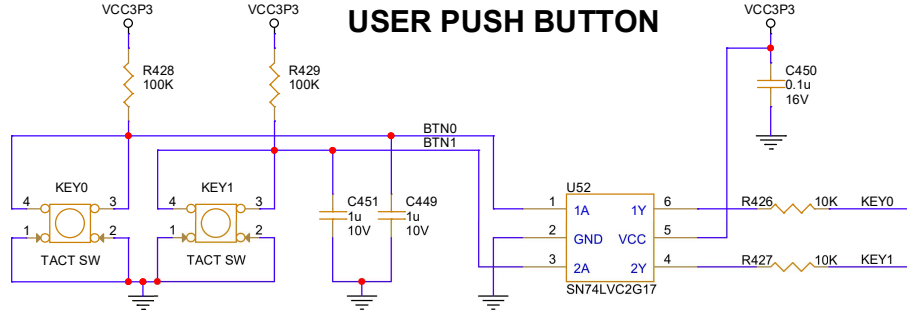 USER PUSH BUTTON
VCC3P3
VCC3P3
VCC3P3
R428
100K
R429
100K
C450
0.1u
16V
BTN0
BTN1
KEY0
4
3
1
2
TACT SW
KEY1
4
3
1
2
TACT SW
C451
1u
10V
C449
1u
10V
U52
1
1A
1Y
6
2
GND
VCC
5
3
2A
2Y
4
SN74LVC2G17
R426
10K
KEY0
R427
10K
KEY1